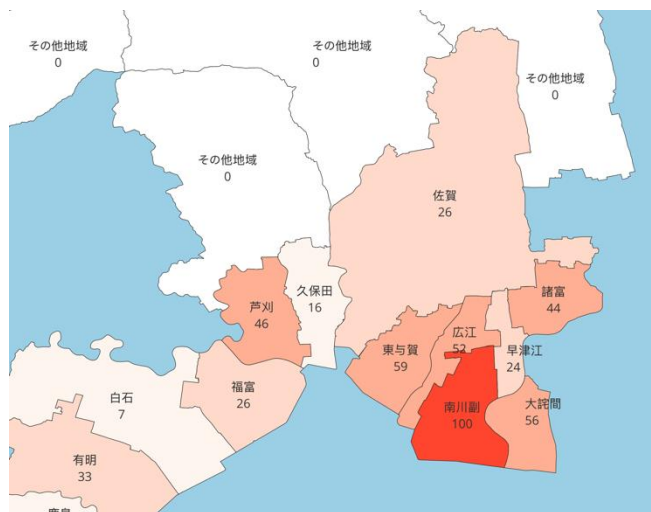 その他地域
0
その他地域
0
その他地域
0
その他地域
0
佐賀
26
久保田
16
芦刈
46
諸富
44
広江
52
早津江
24
東与賀
59
福富
26
白石
7
南川副
100
大詫間
56
有明
33